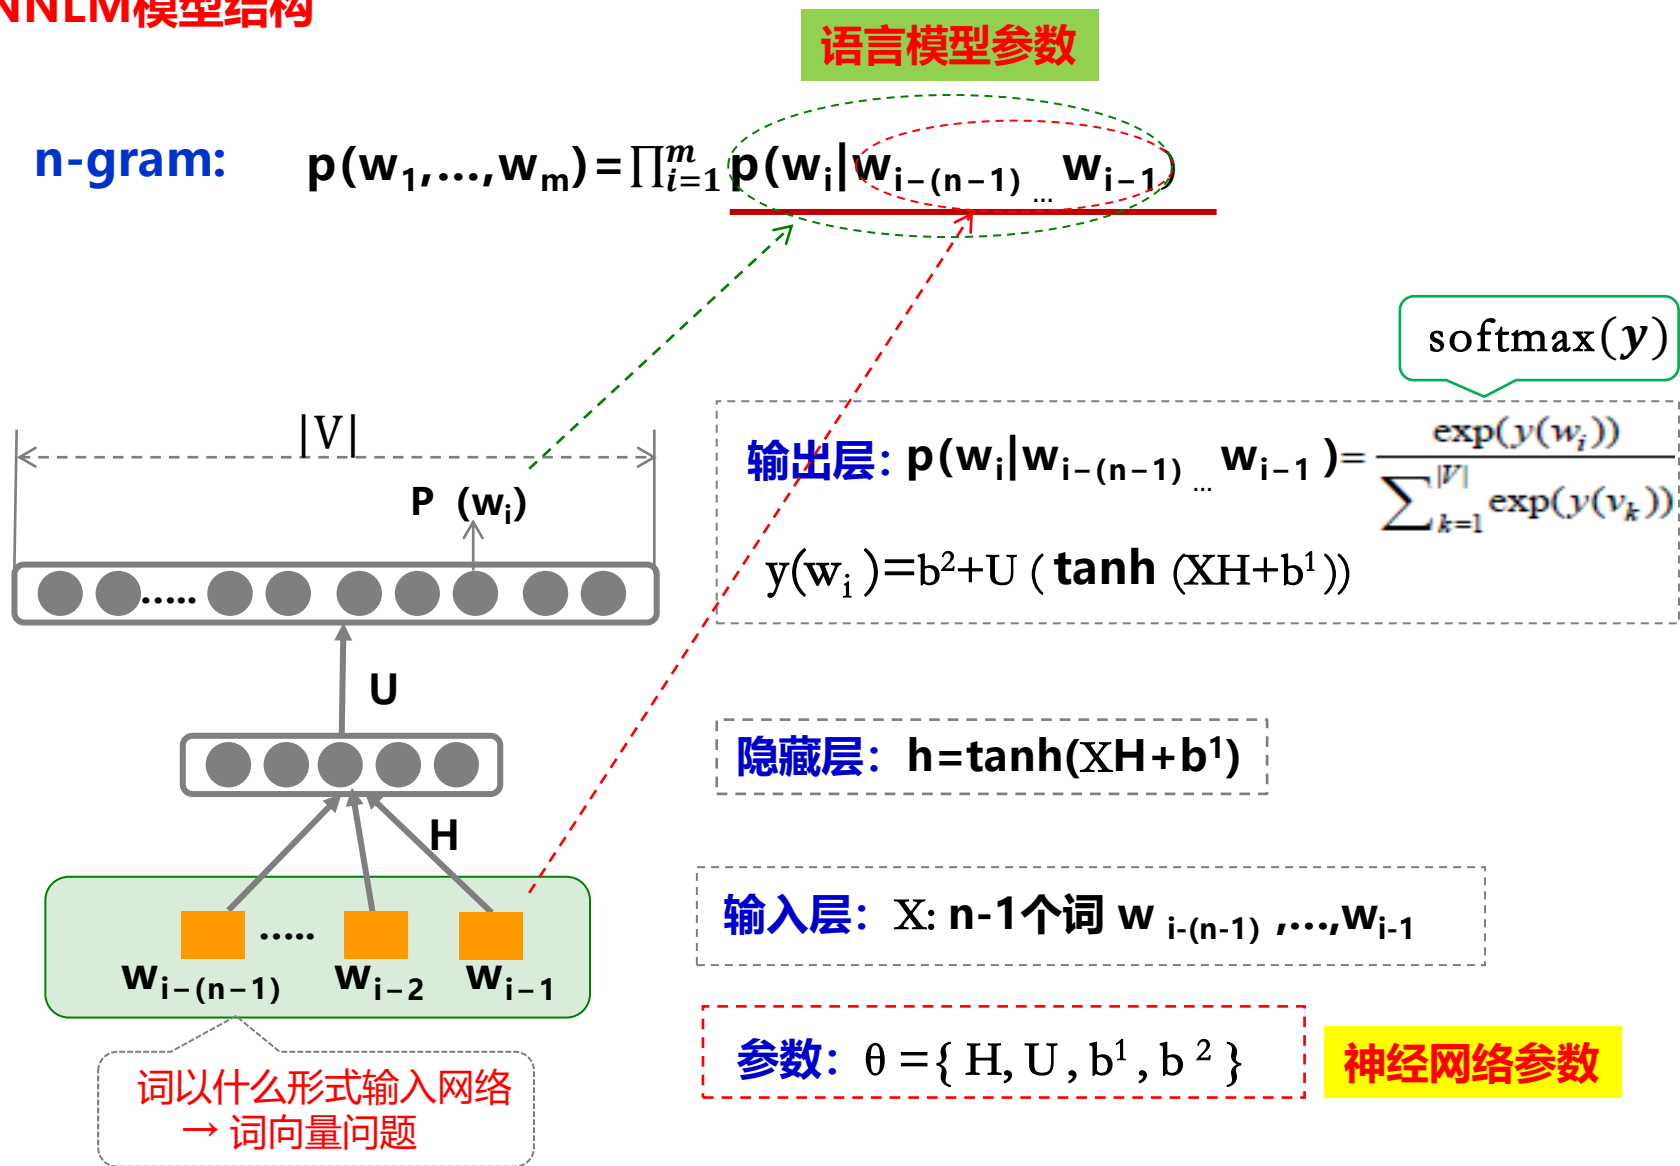 NNLM模型结构
语言模型参数
n-gram: p(w₁,...,wₘ)=∏ᵢ₌₁ᵐ p(wᵢ|wᵢ₋₍ₙ₋₁₎ ... wᵢ₋₁)
softmax(y)
|V|
P (wᵢ)
.....
输出层: p(wᵢ|wᵢ₋₍ₙ₋₁₎ ... wᵢ₋₁ )= exp(y(wᵢ)) / ∑ₖ₌₁|V| exp(y(vₖ))
y(wᵢ)=b²+U ( tanh (XH+b¹))
U
隐藏层: h=tanh(XH+b¹)
H
.....
wᵢ₋₍ₙ₋₁₎ wᵢ₋₂ wᵢ₋₁
输入层: X: n-1个词 w i-(n-1) ,...,wi-1
参数: θ ={ H, U , b¹ , b ² }
神经网络参数
词以什么形式输入网络
→ 词向量问题